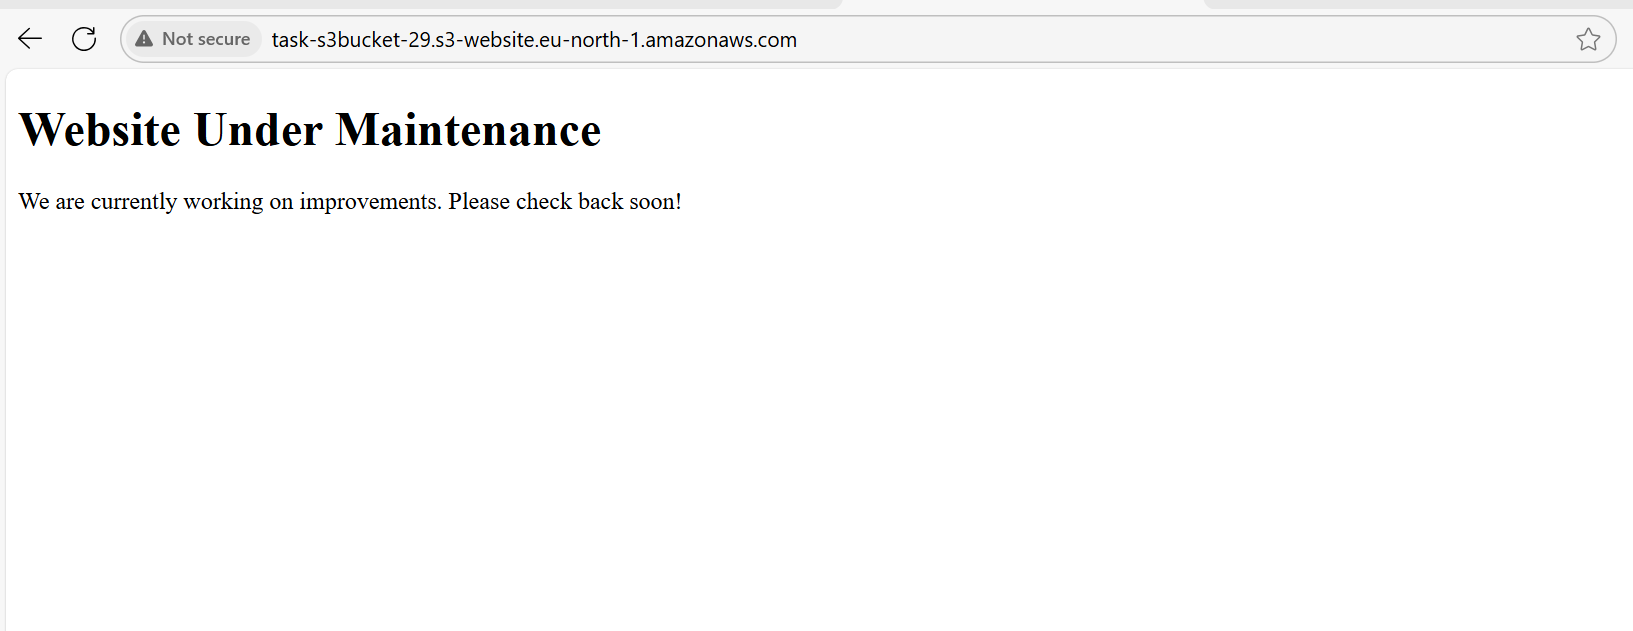 Not secure task-s3bucket-29.s3-website.eu-north-1.amazonaws.com
Website Under Maintenance
We are currently working on improvements. Please check back soon!